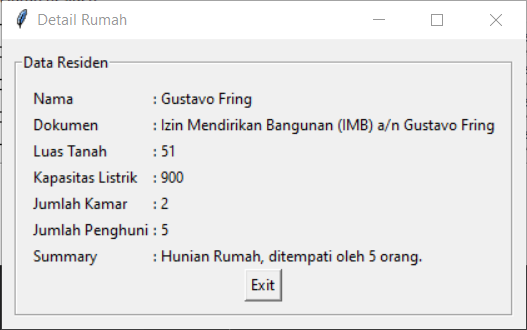 Detail Rumah
Data Residen
Nama : Gustavo Fring
Dokumen : Izin Mendirikan Bangunan (IMB) a/n Gustavo Fring
Luas Tanah : 51
Kapasitas Listrik : 900
Jumlah Kamar : 2
Jumlah Penghuni : 5
Summary : Hunian Rumah, ditempati oleh 5 orang.
Exit